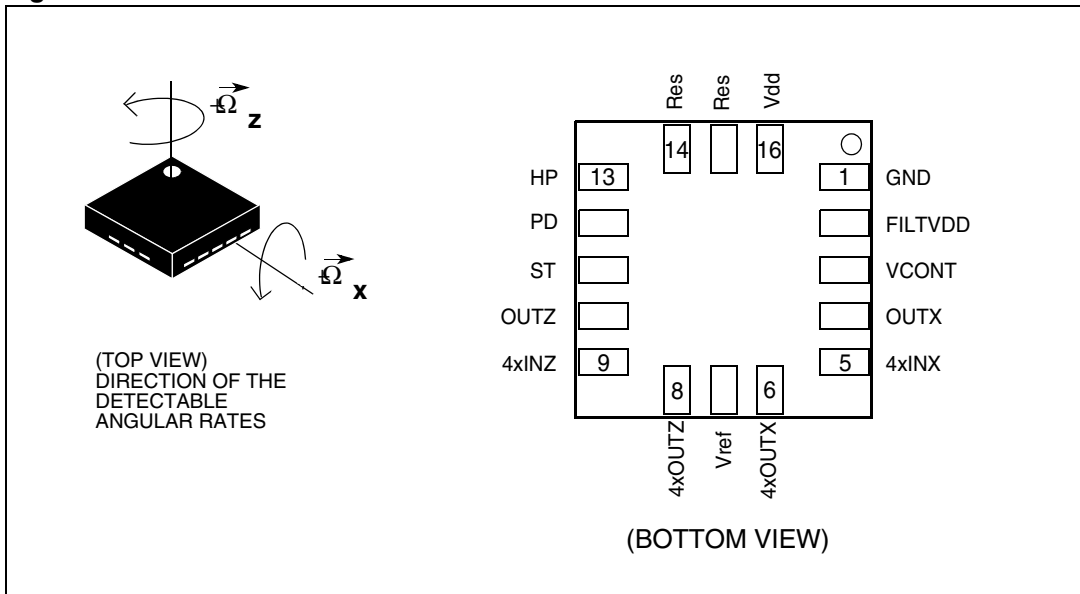 +Ω
z
+Ω
x
(TOP VIEW)
DIRECTION OF THE
DETECTABLE
ANGULAR RATES
Res
Res
Vdd
14
16
HP
13
1
GND
PD
FILTVDD
ST
VCONT
OUTZ
OUTX
4xINZ
9
5
4xINX
8
6
4xOUTZ
Vref
4xOUTX
(BOTTOM VIEW)